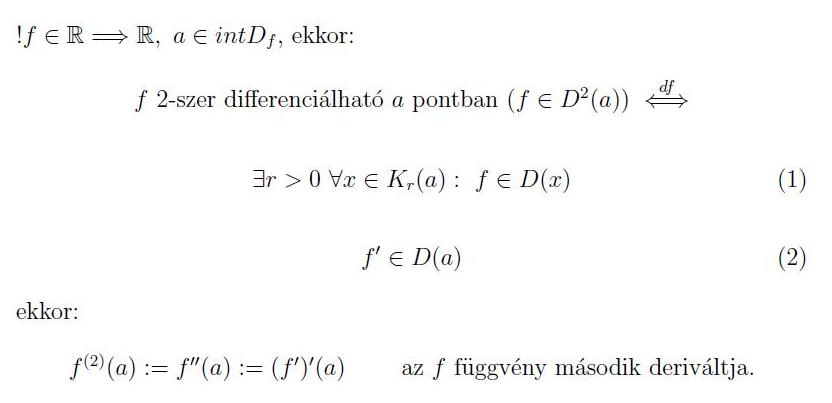 !f ∈ ℝ ⟹ ℝ, a ∈ intD_f, ekkor:
f 2-szer differenciálható a pontban (f ∈ D²(a)) ⟺^{df}
∃r > 0 ∀x ∈ K_r(a) : f ∈ D(x) (1)
f′ ∈ D(a) (2)
ekkor:
f⁽²⁾(a) := f″(a) := (f′)′(a) az f függvény második deriváltja.